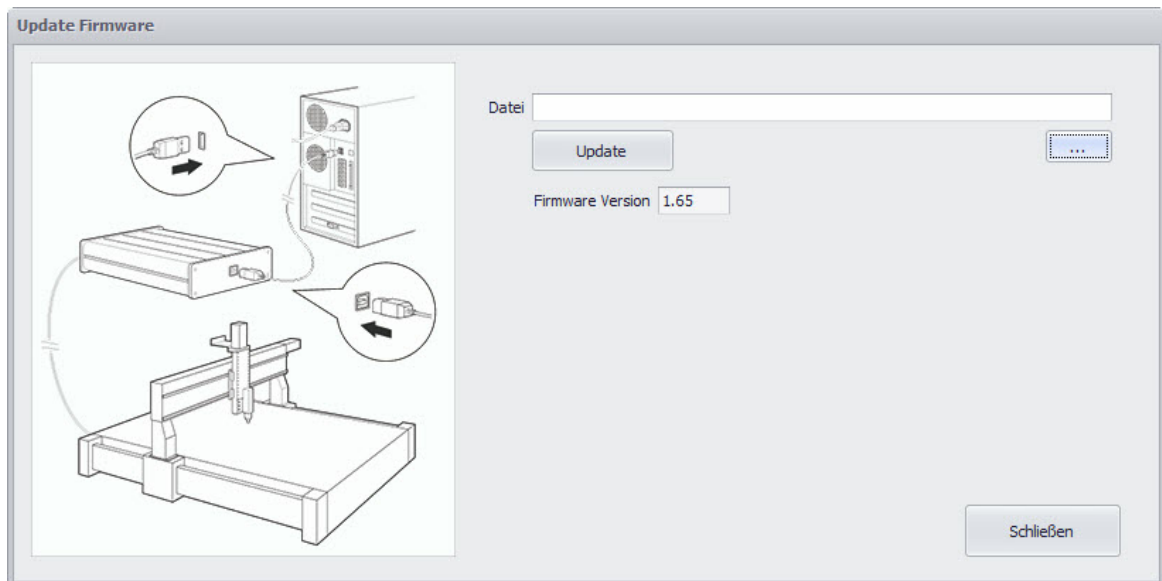 Update Firmware
Datei
Update
...
Firmware Version 1.65
Schließen